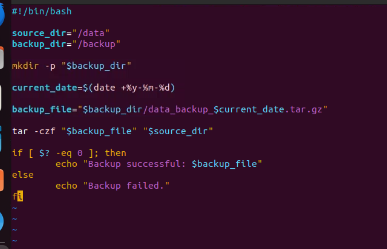 #!/bin/bash
source_dir="/data"
backup_dir="/backup"
mkdir -p "$backup_dir"
current_date=$(date +%y-%m-%d)
backup_file="$backup_dir/data_backup_$current_date.tar.gz"
tar -czf "$backup_file" "$source_dir"
if [ $? -eq 0 ]; then
        echo "Backup successful: $backup_file"
else
        echo "Backup failed."
fi
~
~
~